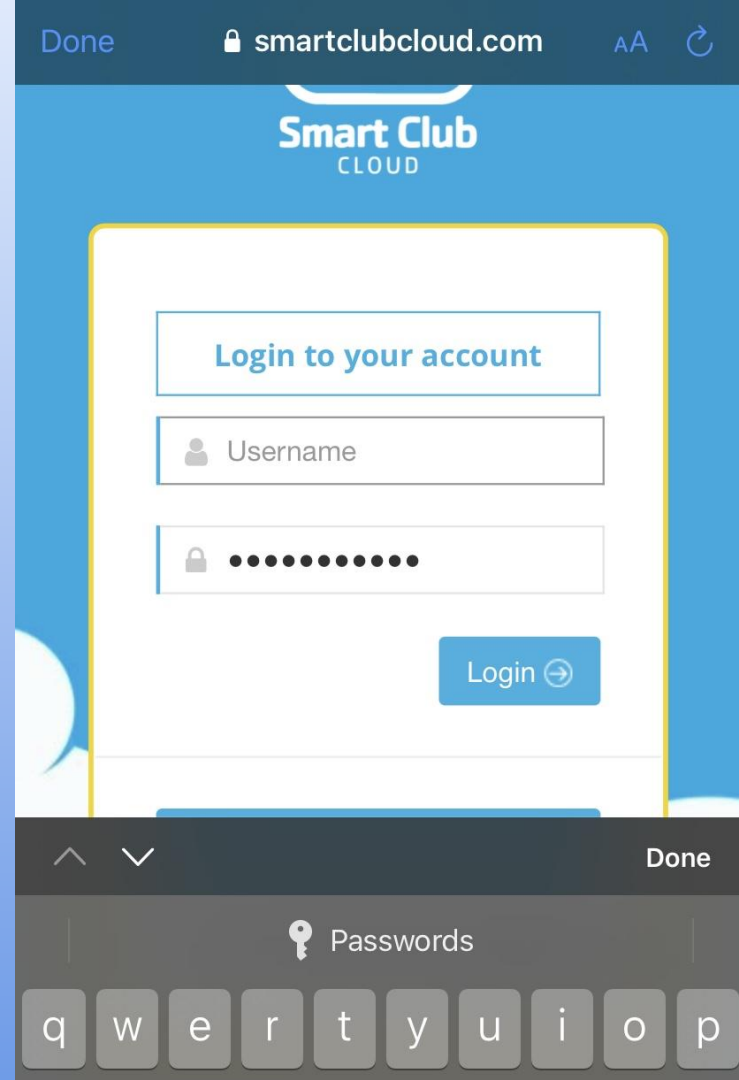 Done smartclubcloud.com AA
Smart Club
CLOUD
Login to your account
Username
Login
Done
Passwords
q w e r t y u i o p